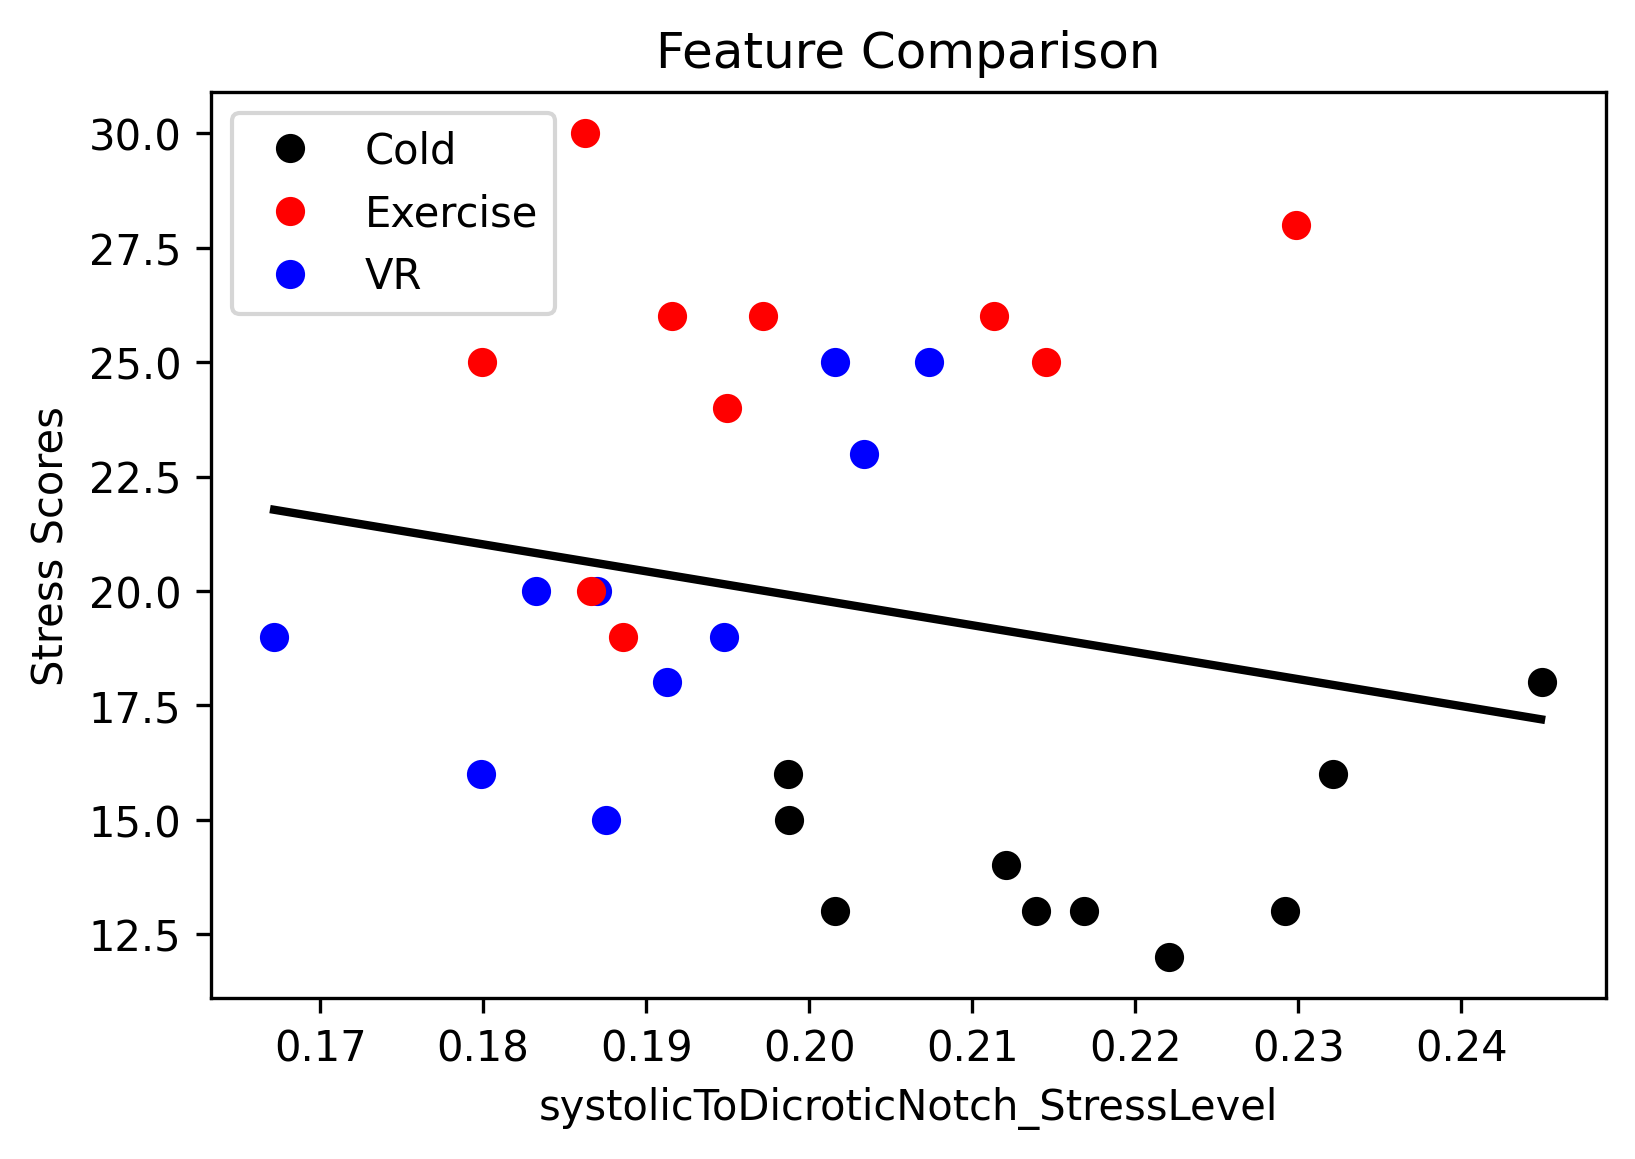 Feature Comparison
Cold
Exercise
VR
30.0
27.5
25.0
22.5
20.0
17.5
15.0
12.5
Stress Scores
0.17 0.18 0.19 0.20 0.21 0.22 0.23 0.24
systolicToDicroticNotch_StressLevel